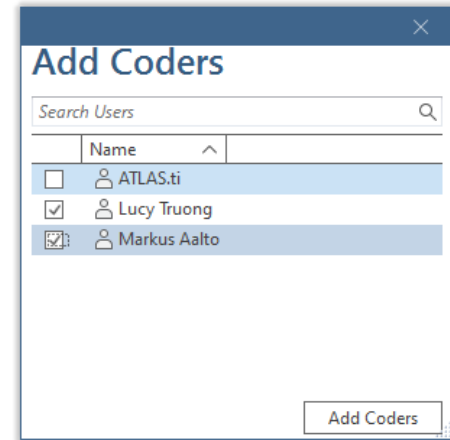 Add Coders
Search Users
Name
ATLAS.ti
Lucy Truong
Markus Aalto
Add Coders